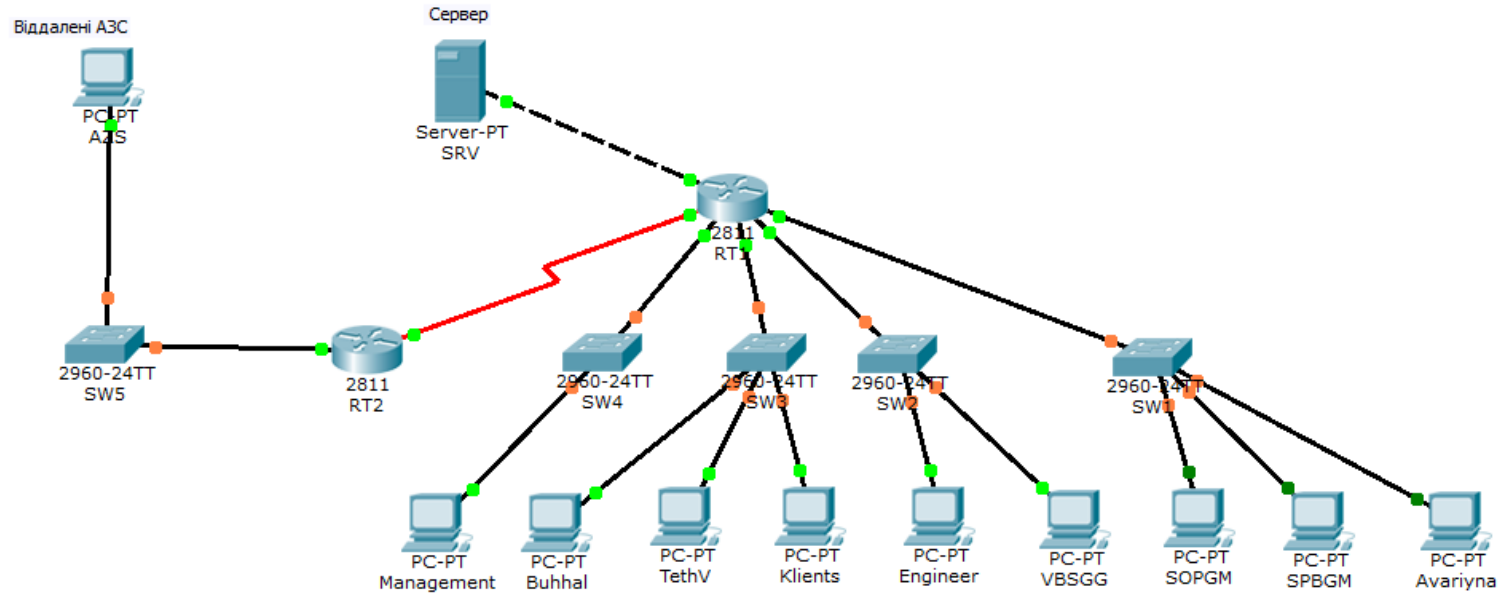 Віддалені АЗС
Сервер
PC-PT
AZS
Server-PT
SRV
2811
RT1
2960-24TT
SW5
2811
RT2
2960-24TT
SW4
2960-24TT
SW3
2960-24TT
SW2
2960-24TT
SW1
PC-PT
Management
PC-PT
Buhhal
PC-PT
TethV
PC-PT
Klients
PC-PT
Engineer
PC-PT
VBSGG
PC-PT
SOPGM
PC-PT
SPBGM
PC-PT
Avariyna